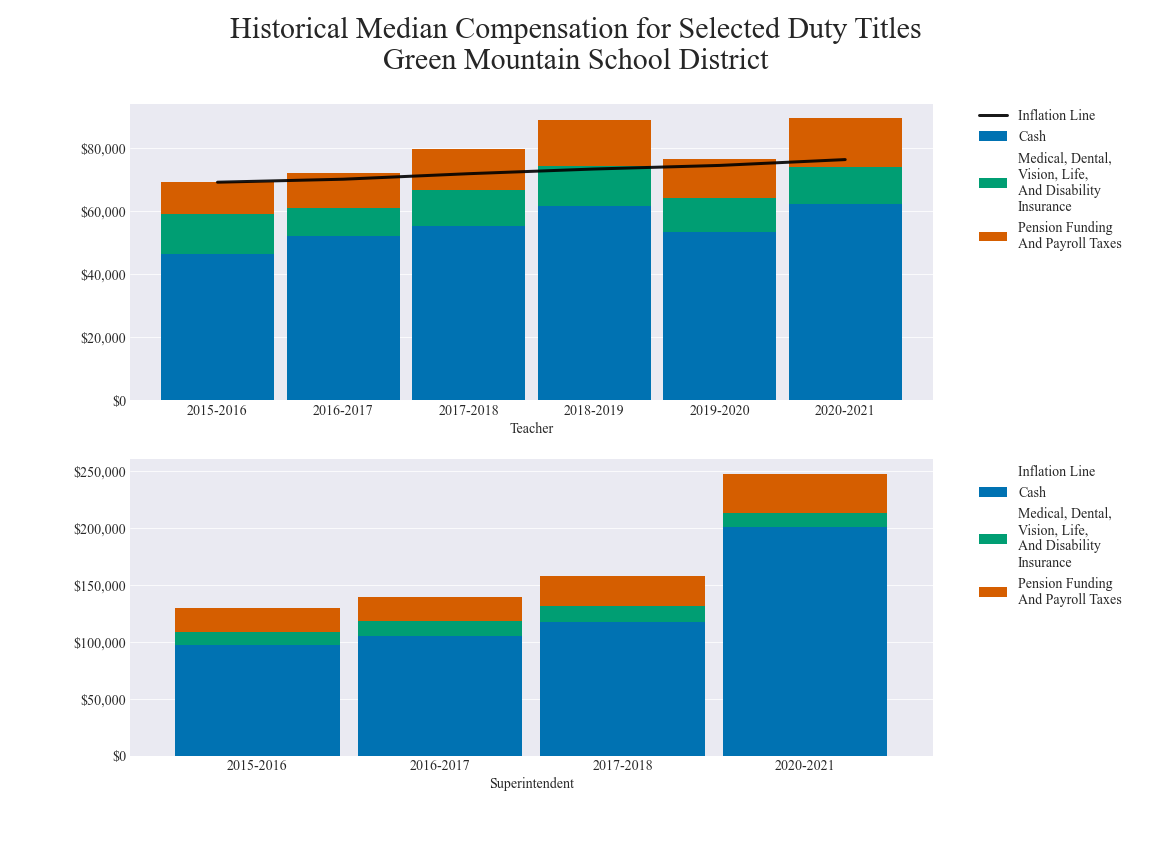 Historical Median Compensation for Selected Duty Titles
Green Mountain School District
$80,000
$60,000
$40,000
$20,000
$0
2015-2016
2016-2017
2017-2018
2018-2019
2019-2020
2020-2021
Teacher
Inflation Line
Cash
Medical, Dental,
Vision, Life,
And Disability
Insurance
Pension Funding
And Payroll Taxes
$250,000
$200,000
$150,000
$100,000
$50,000
$0
2015-2016
2016-2017
2017-2018
2020-2021
Superintendent
Inflation Line
Cash
Medical, Dental,
Vision, Life,
And Disability
Insurance
Pension Funding
And Payroll Taxes